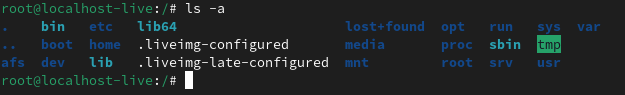 root@localhost-live:/# ls -a
. bin etc lib64 lost+found opt run sys var
.. boot home .liveimg-configured media proc sbin tmp
afs dev lib .liveimg-late-configured mnt root srv usr
root@localhost-live:/#